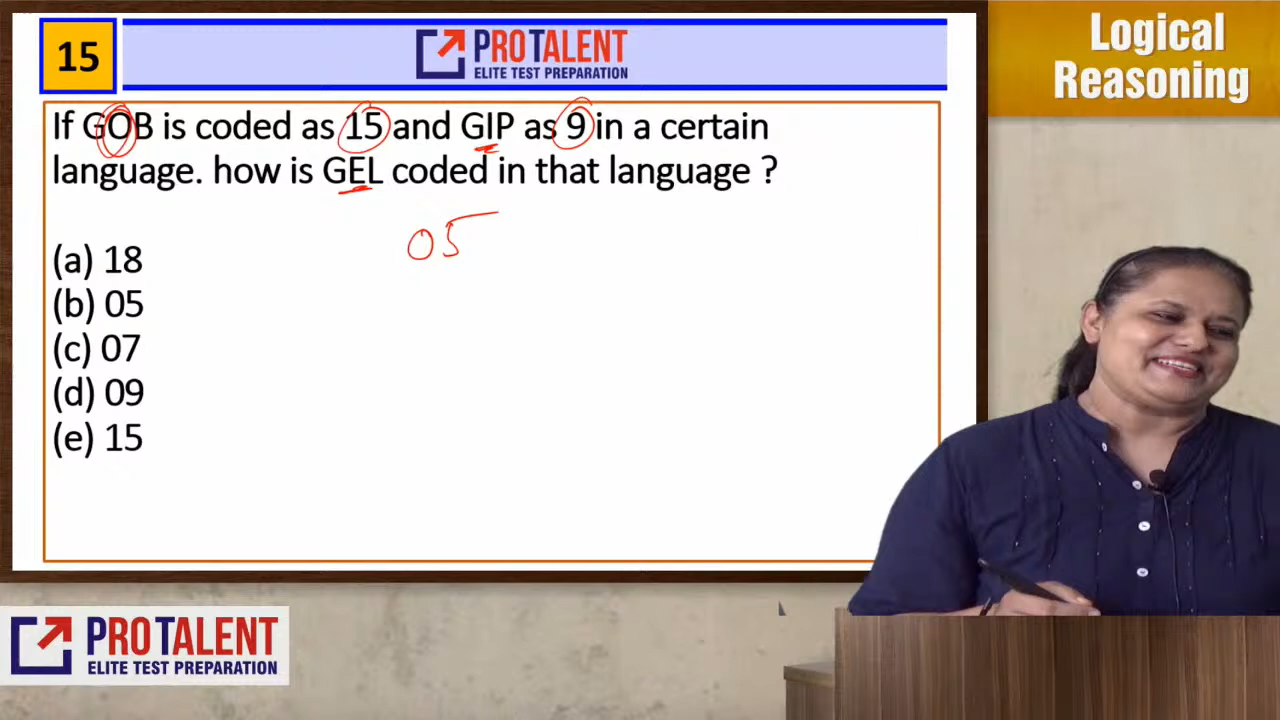 15
PROTALENT
ELITE TEST PREPARATION
Logical
Reasoning
If GOB is coded as 15 and GIP as 9 in a certain
language. how is GEL coded in that language ?
05
(a) 18
(b) 05
(c) 07
(d) 09
(e) 15
PROTALENT
ELITE TEST PREPARATION